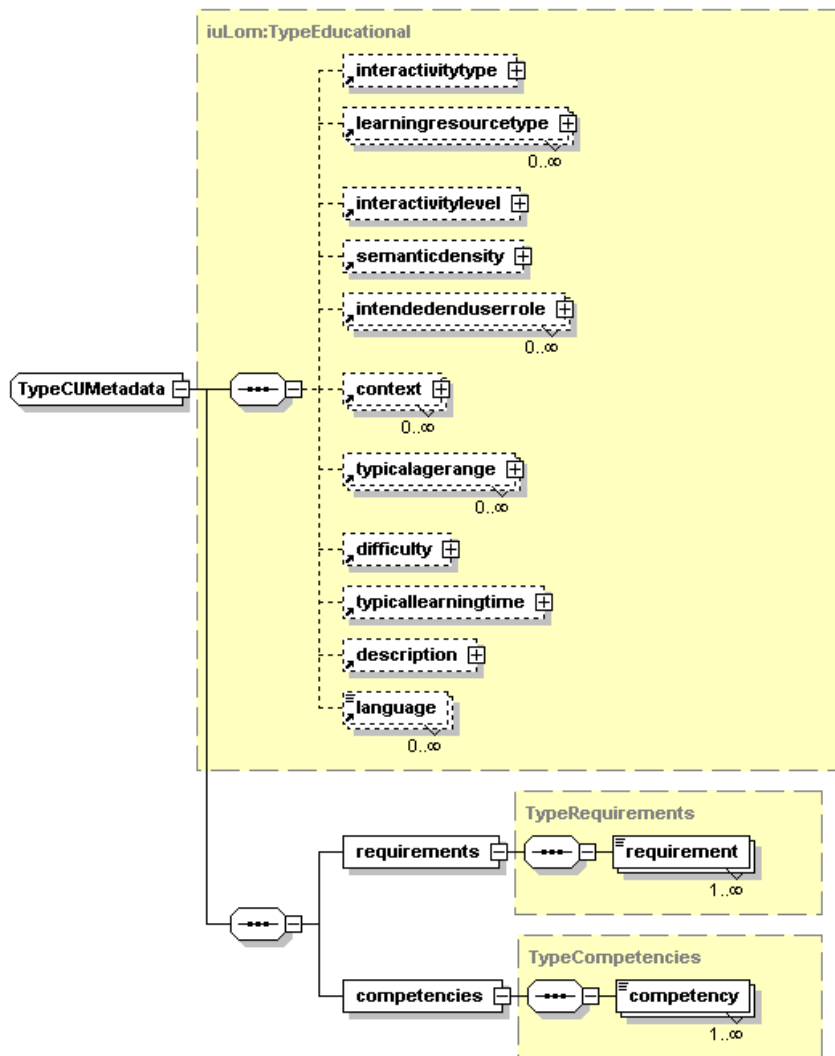 iuLom:TypeEducational
interactivitytype
learningresourcetype
0..∞
interactivitylevel
semanticdensity
intendedenduserrole
0..∞
TypeCUMetadata
context
0..∞
typicalagerange
0..∞
difficulty
typicallearningtime
description
language
0..∞
TypeRequirements
requirements
requirement
1..∞
TypeCompetencies
competencies
competency
1..∞